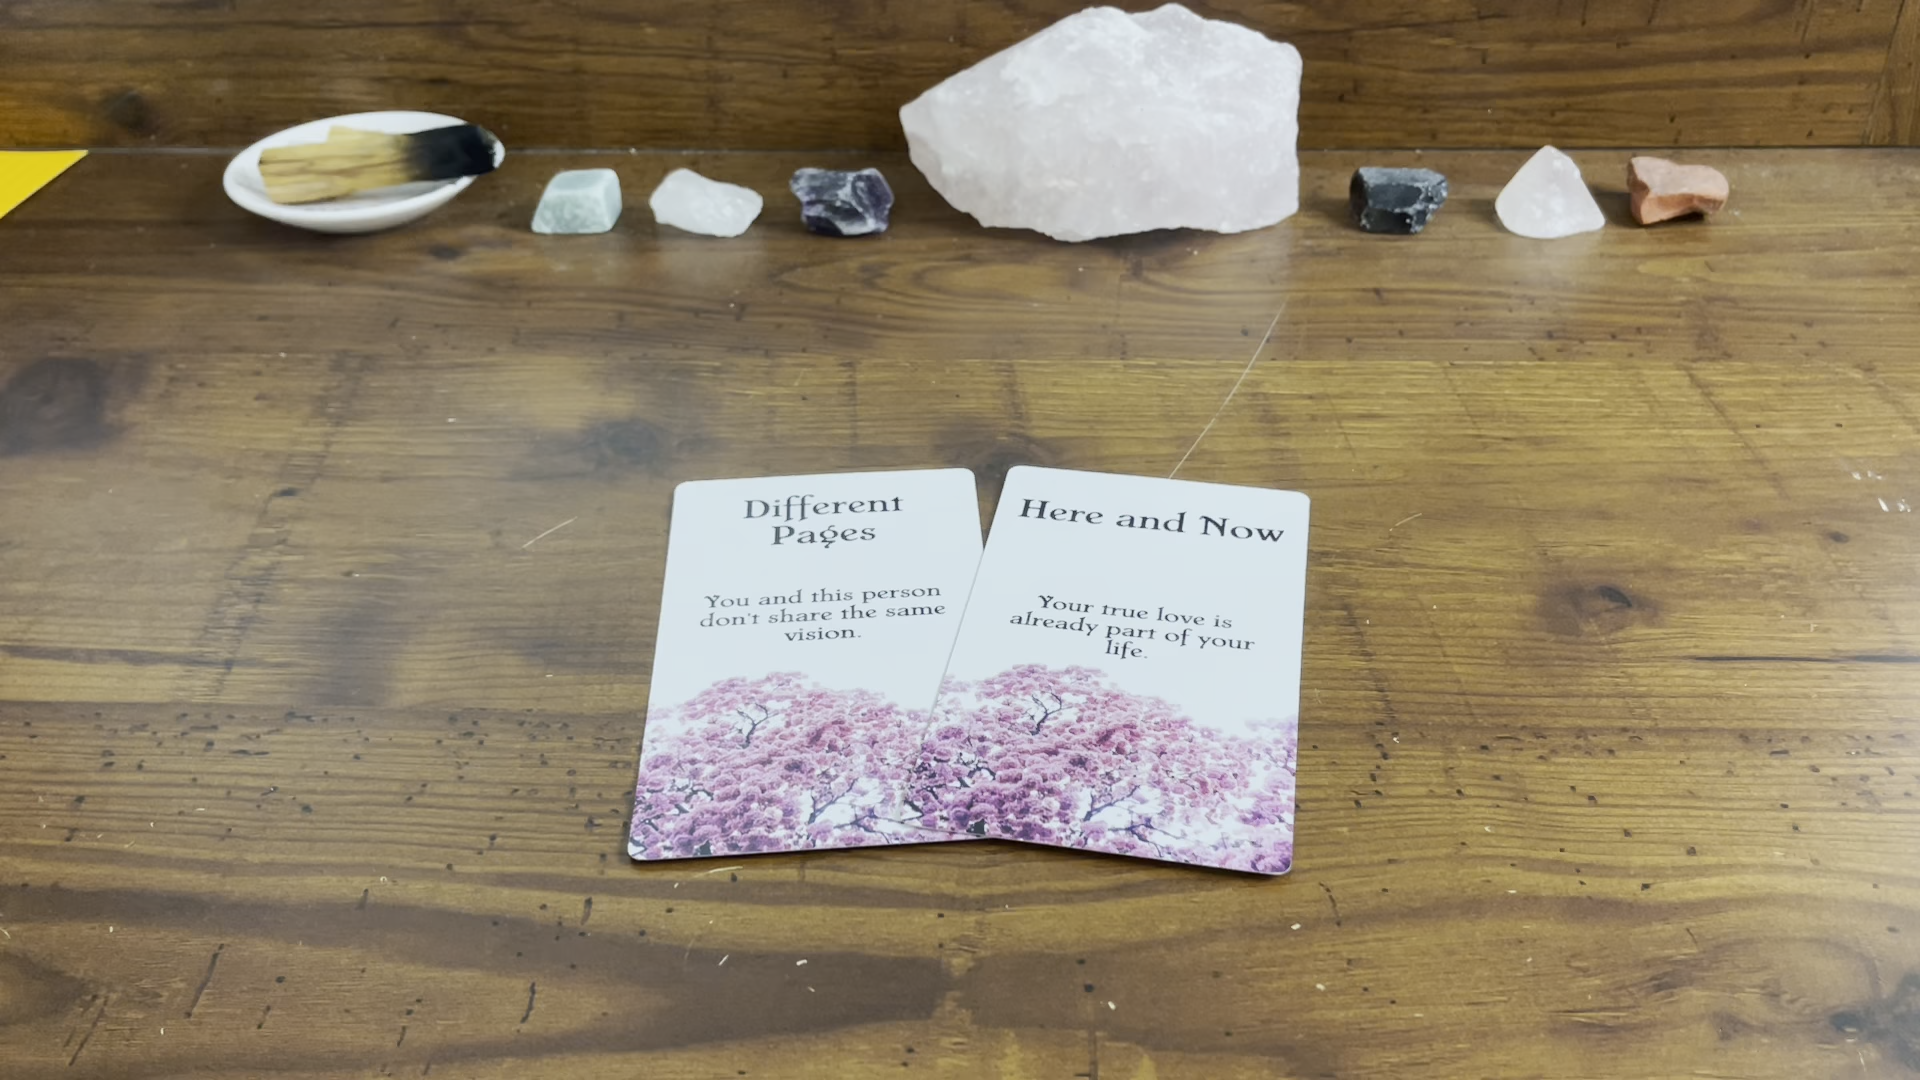 Different
Pages
You and this person
don't share the same
vision.
Here and Now
Your true love is
already part of your
life.